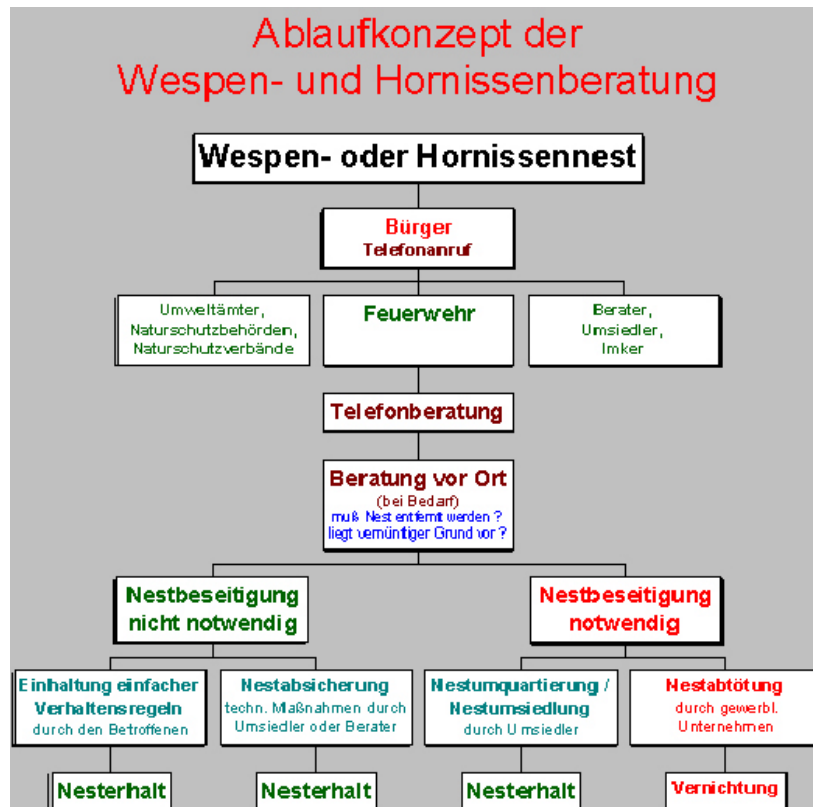 Ablaufkonzept der
Wespen- und Hornissenberatung
Wespen- oder Hornissennest
Bürger
Telefonanruf
Umweltämter,
Naturschutzbehörden,
Naturschutzverbände
Feuerwehr
Berater,
Umsiedler,
Imker
Telefonberatung
Beratung vor Ort
(bei Bedarf)
muß Nest entfernt werden ?
liegt vernünftiger Grund vor ?
Nestbeseitigung
nicht notwendig
Nestbeseitigung
notwendig
Einhaltung einfacher
Verhaltensregeln
durch den Betroffenen
Nestabsicherung
techn. Maßnahmen durch
Umsiedler oder Berater
Nestumquartierung /
Nestumsiedlung
durch Umsiedler
Nestabtötung
durch gewerbl.
Unternehmen
Nesterhalt
Nesterhalt
Nesterhalt
Vernichtung